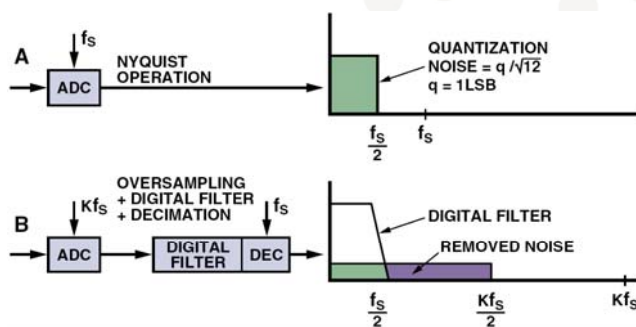 A
fS
ADC
NYQUIST
OPERATION
QUANTIZATION
NOISE = q /√12
q = 1LSB
fS
2
fS
B
KfS
ADC
OVERSAMPLING
+ DIGITAL FILTER
+ DECIMATION
fS
DIGITAL
FILTER
DEC
DIGITAL FILTER
REMOVED NOISE
fS
2
KfS
2
KfS